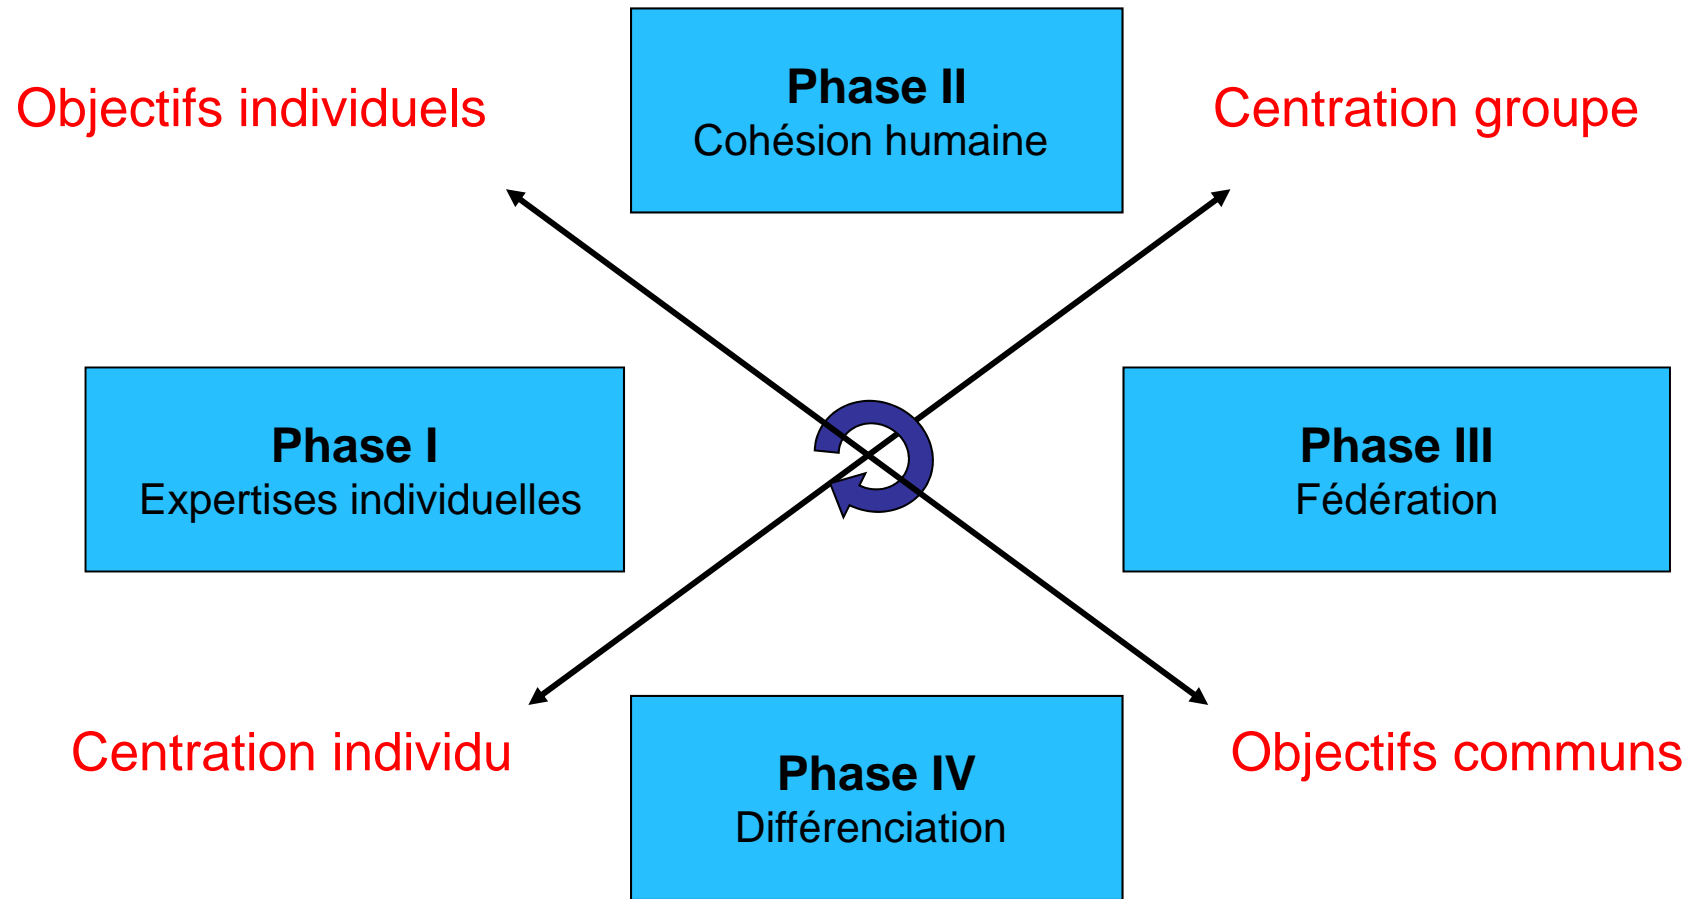 Phase II
Cohésion humaine
Objectifs individuels
Centration groupe
Phase I
Expertises individuelles
Phase III
Fédération
Centration individu
Objectifs communs
Phase IV
Différenciation